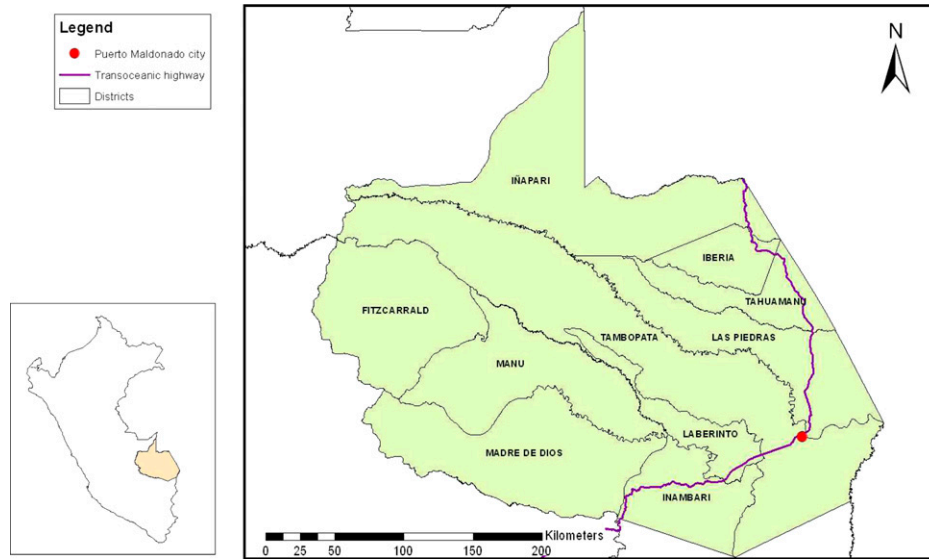 Legend
Puerto Maldonado city
Transoceanic highway
Districts
N
IÑAPARI
IBERIA
TAHUAMANU
FITZCARRALD
TAMBOPATA
LAS PIEDRAS
MANU
LABERINTO
MADRE DE DIOS
INAMBARI
Kilometers
0 25 50 100 150 200